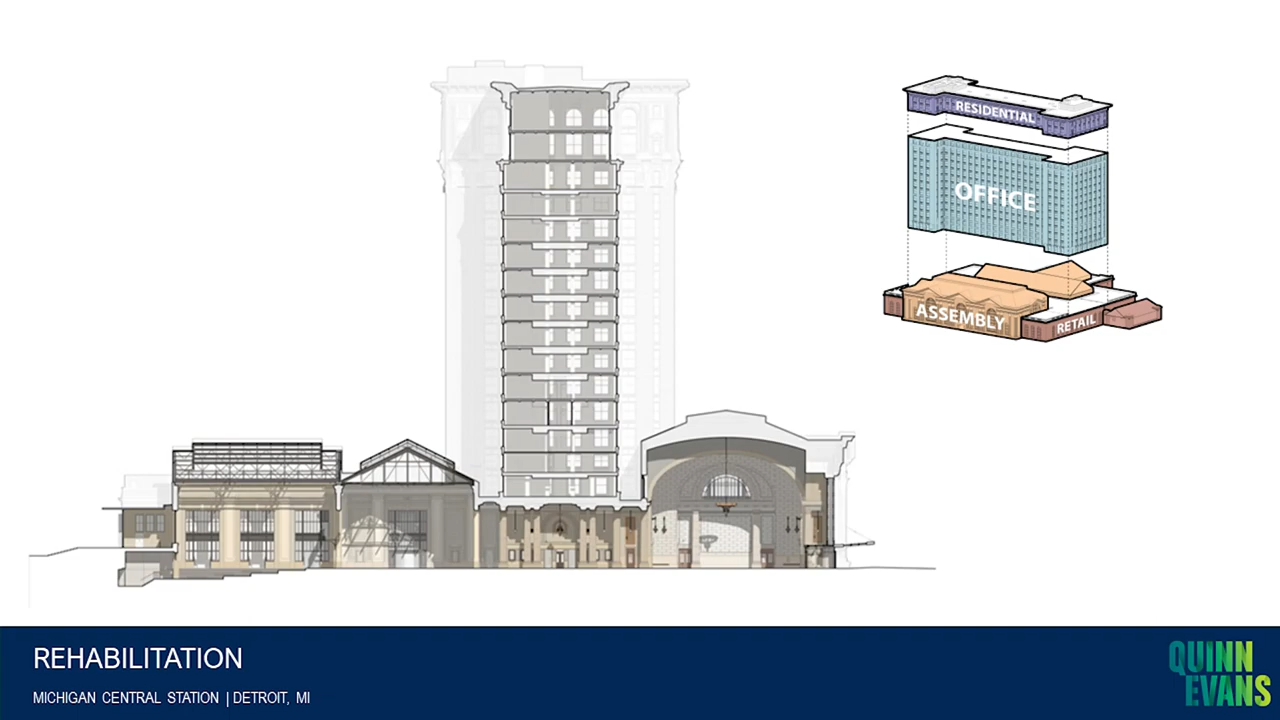 RESIDENTIAL
OFFICE
ASSEMBLY
RETAIL
REHABILITATION
MICHIGAN CENTRAL STATION | DETROIT, MI
QUINN
EVANS